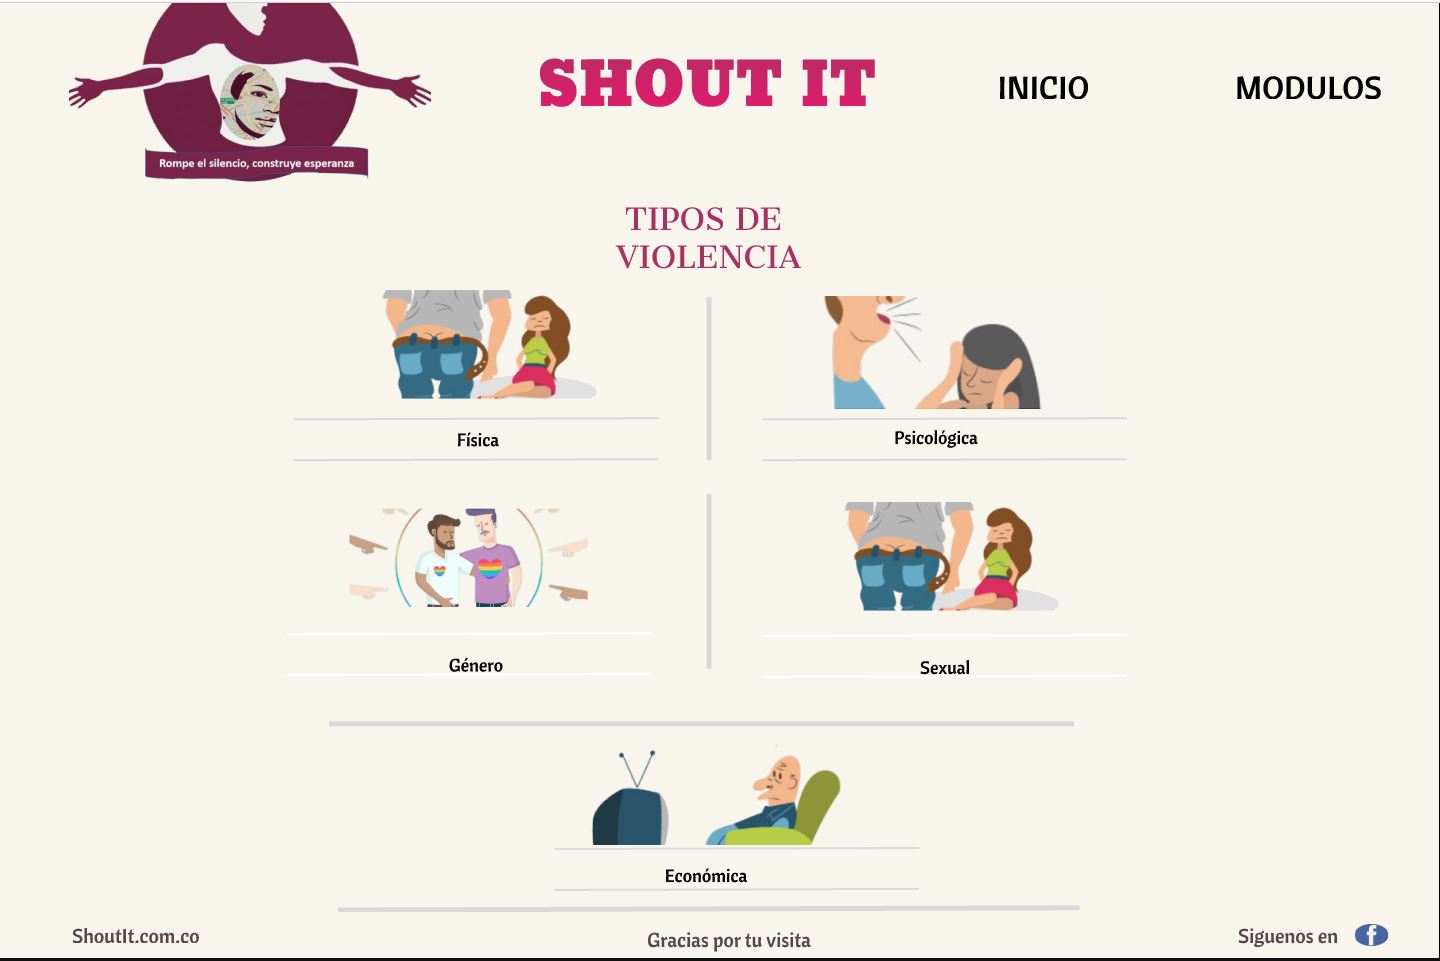 SHOUT IT
INICIO
MODULOS
Rompe el silencio, construye esperanza
TIPOS DE
VIOLENCIA
Física
Psicológica
Género
Sexual
Económica
ShoutIt.com.co
Gracias por tu visita
Siguenos en
f